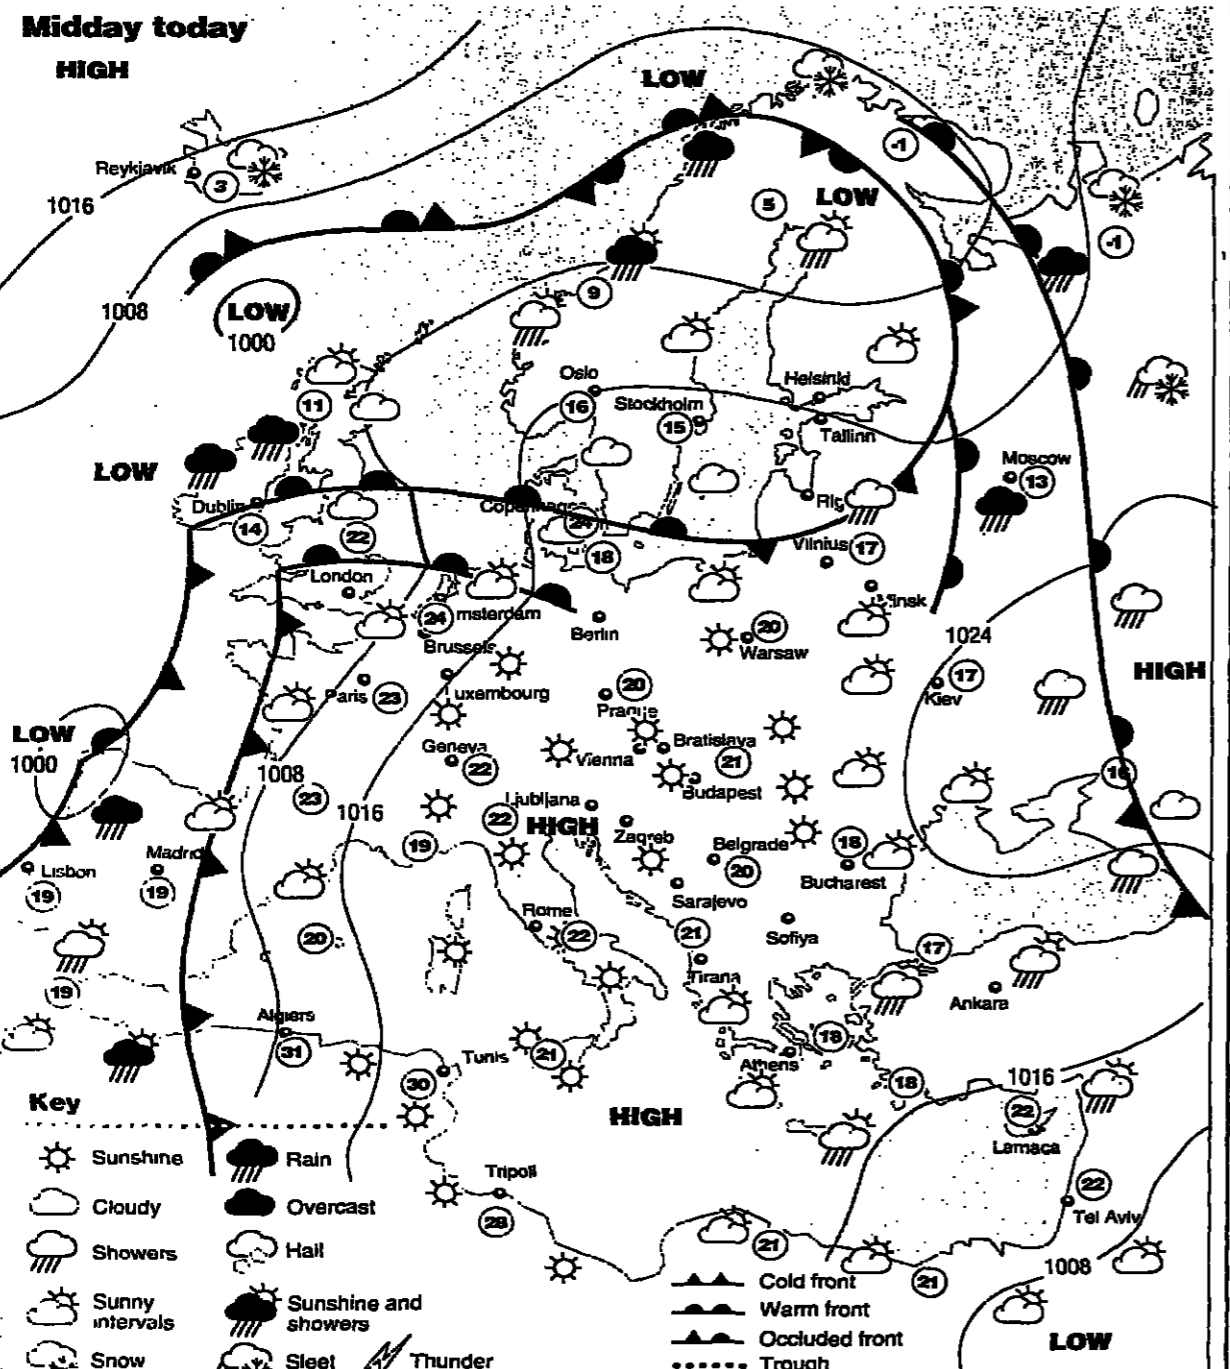 Midday today
HIGH
LOW
Reykjavik
3
-1
1016
5
LOW
-1
9
1008
LOW
1000
Oslo
Helsinki
11
16
Stockholm
15
Tallinn
LOW
Moscow
13
Dublin
Rig
14
22
24
18
Vilnius
17
London
insk
msterdam
24
20
Berlin
1024
Brussels
Warsaw
HIGH
17
Paris
23
uxembourg
20
Kiev
Prague
LOW
Geneva
Bratislava
1000
22
Vienna
21
1008
16
23
Budapest
1016
Ljubljana
22
HIGH
Zagreb
19
Belgrade
18
Madrid
20
Lisbon
19
19
Bucharest
Sarajevo
Rome
22
21
Sofiya
20
17
Tirana
19
Ankara
Algiers
31
Tunis
21
18
Athens
30
18
1016
Key
HIGH
22
Larnaca
Sunshine
Rain
Tripoli
22
Cloudy
Overcast
28
Tel Aviv
Showers
Hail
21
1008
21
Sunny
intervals
Sunshine and
showers
Cold front
Warm front
Occluded front
LOW
Snow
Sleet
Thunder
Trough